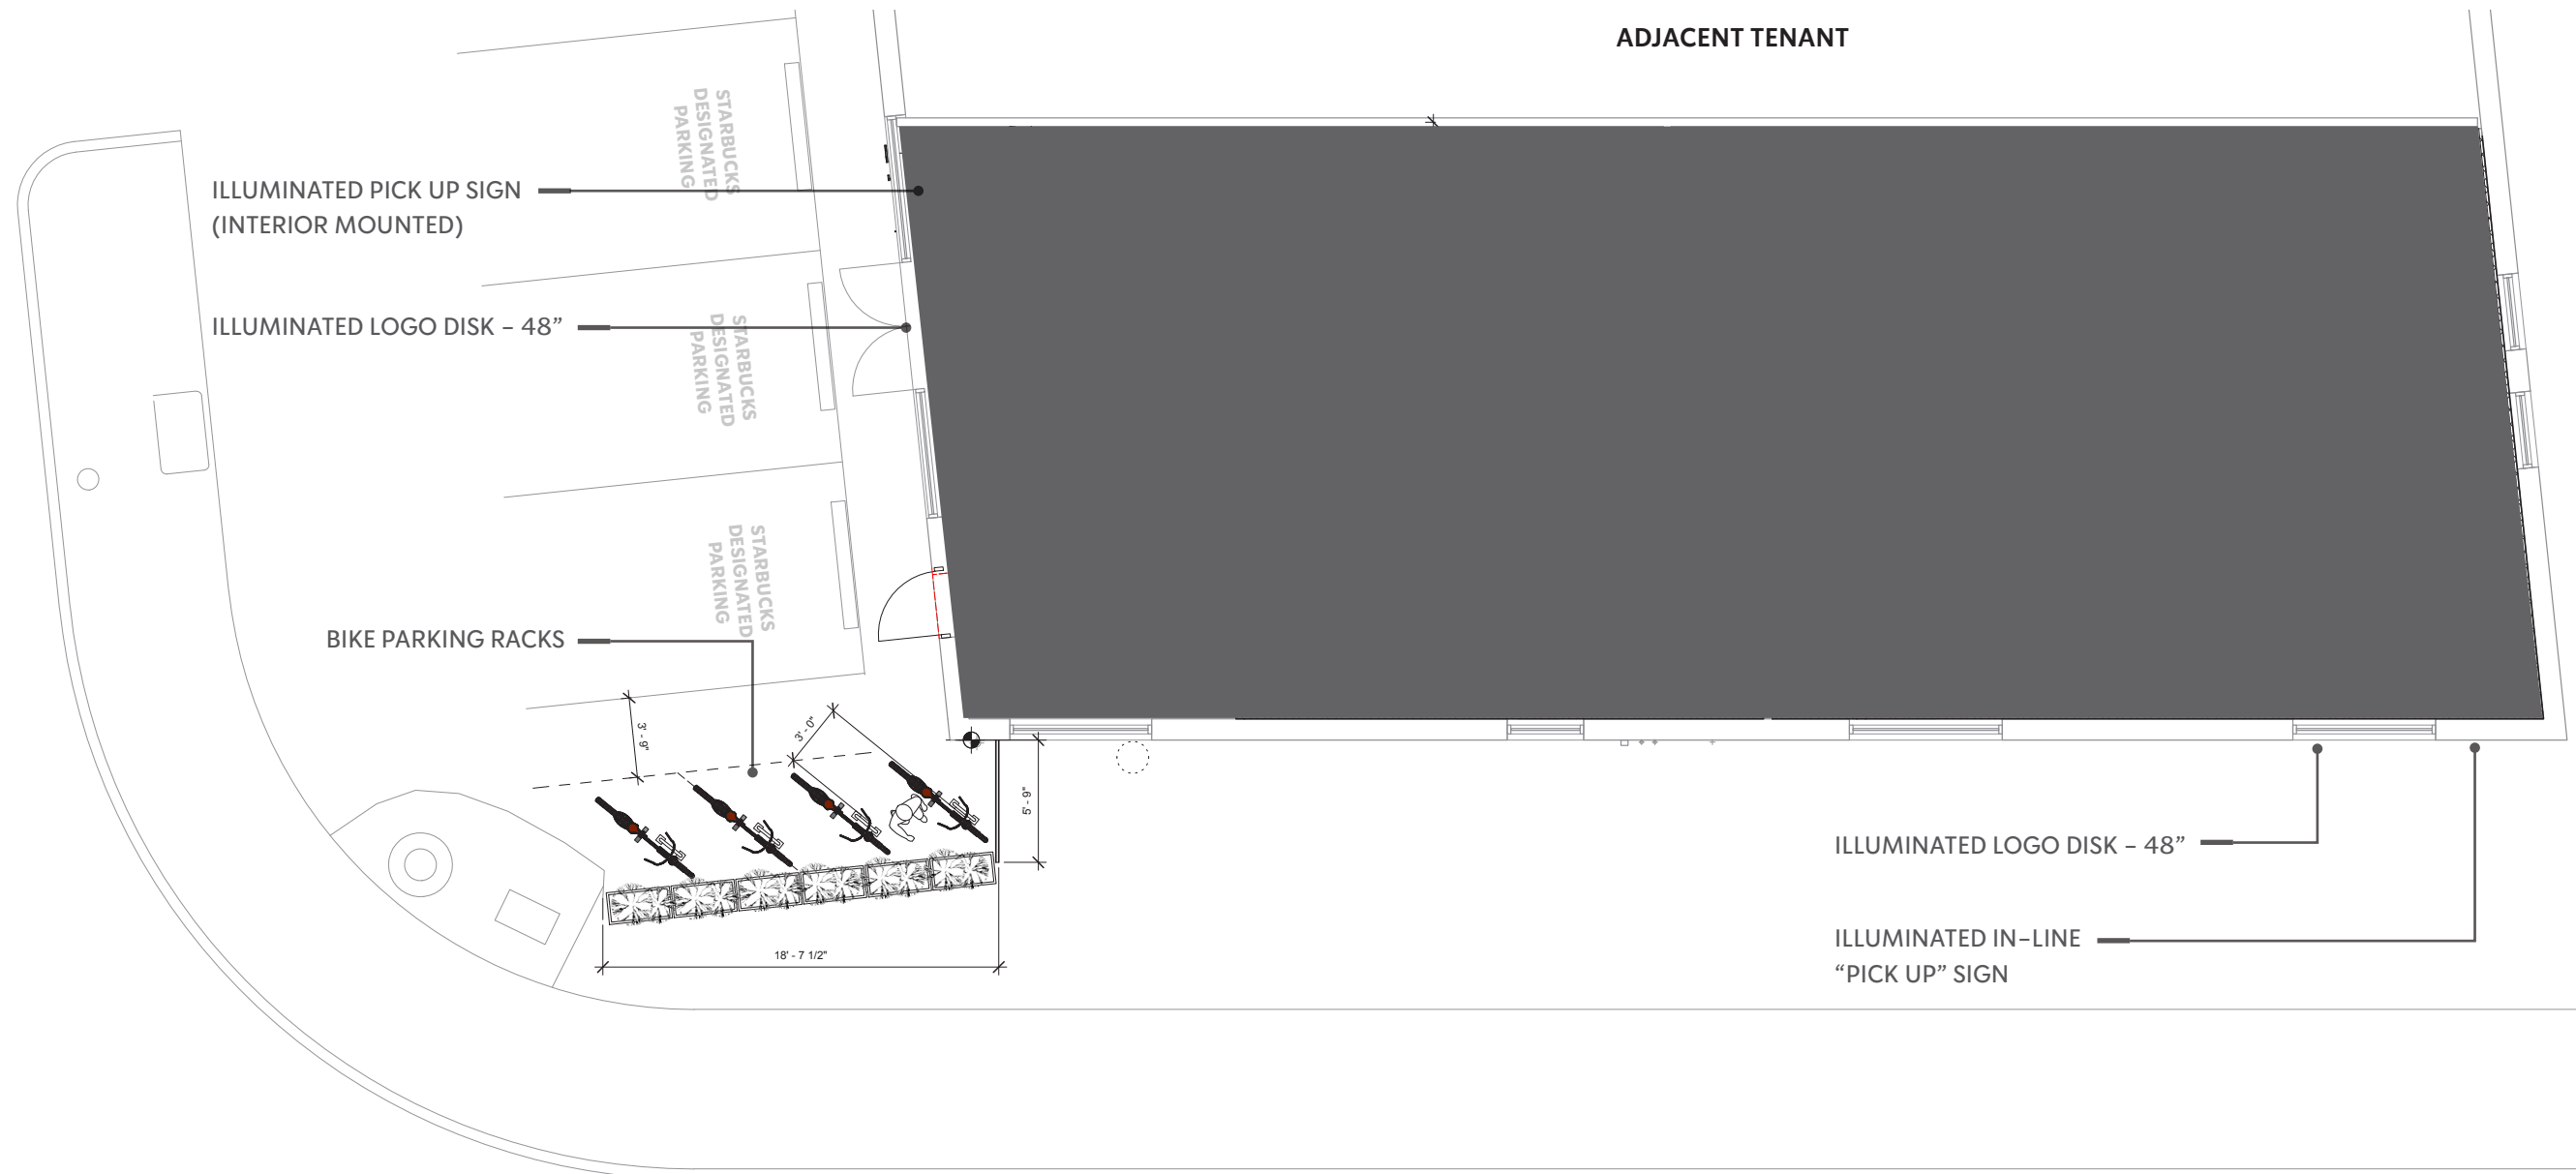 ADJACENT TENANT
STARBUCKS
DESIGNATED
PARKING
ILLUMINATED PICK UP SIGN
(INTERIOR MOUNTED)
ILLUMINATED LOGO DISK – 48”
STARBUCKS
DESIGNATED
PARKING
STARBUCKS
DESIGNATED
PARKING
BIKE PARKING RACKS
3' - 9"
3' - 0"
5' - 9"
ILLUMINATED LOGO DISK – 48”
18' - 7 1/2"
ILLUMINATED IN–LINE
“PICK UP” SIGN